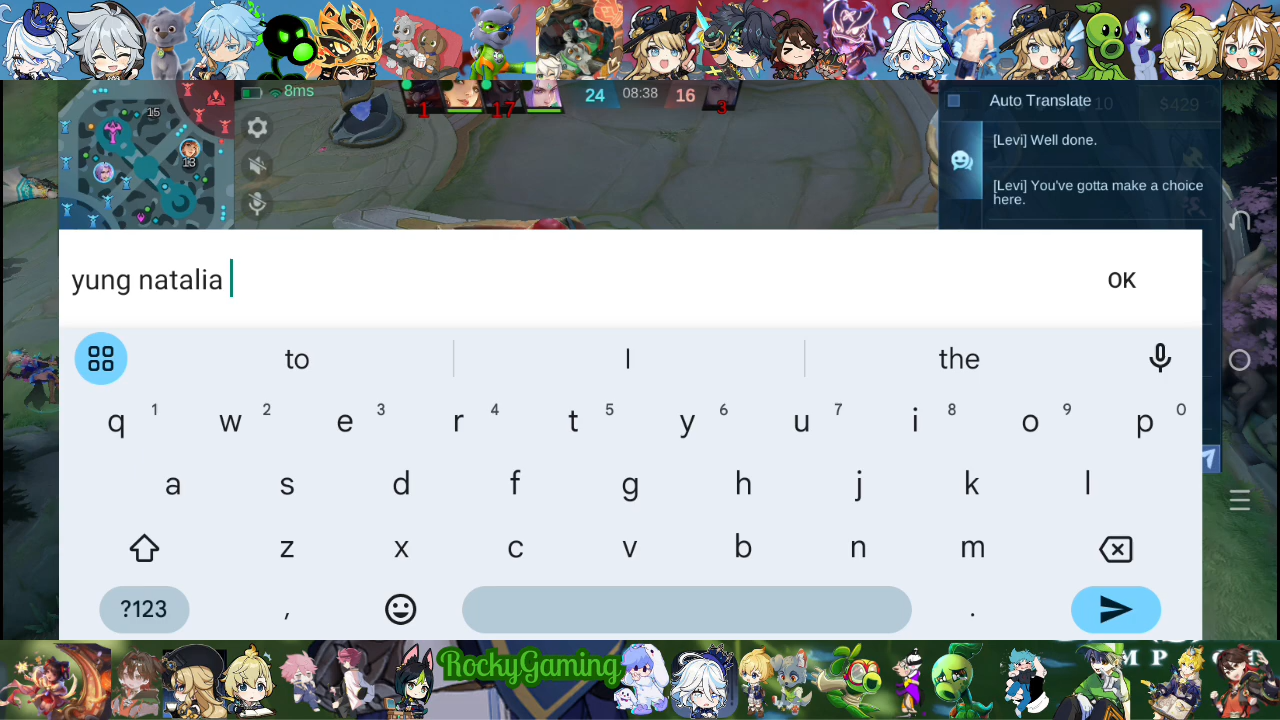 8ms
24 08:38 16
15
13
1
17
3
Auto Translate
10
$429
[Levi] Well done.
[Levi] You've gotta make a choice
here.
yung natalia
OK
to I the
q 1 w 2 e 3 r 4 t 5 y 6 u 7 i 8 o 9 p 0
a s d f g h j k l
z x c v b n m
?123 , .
RockyGaming